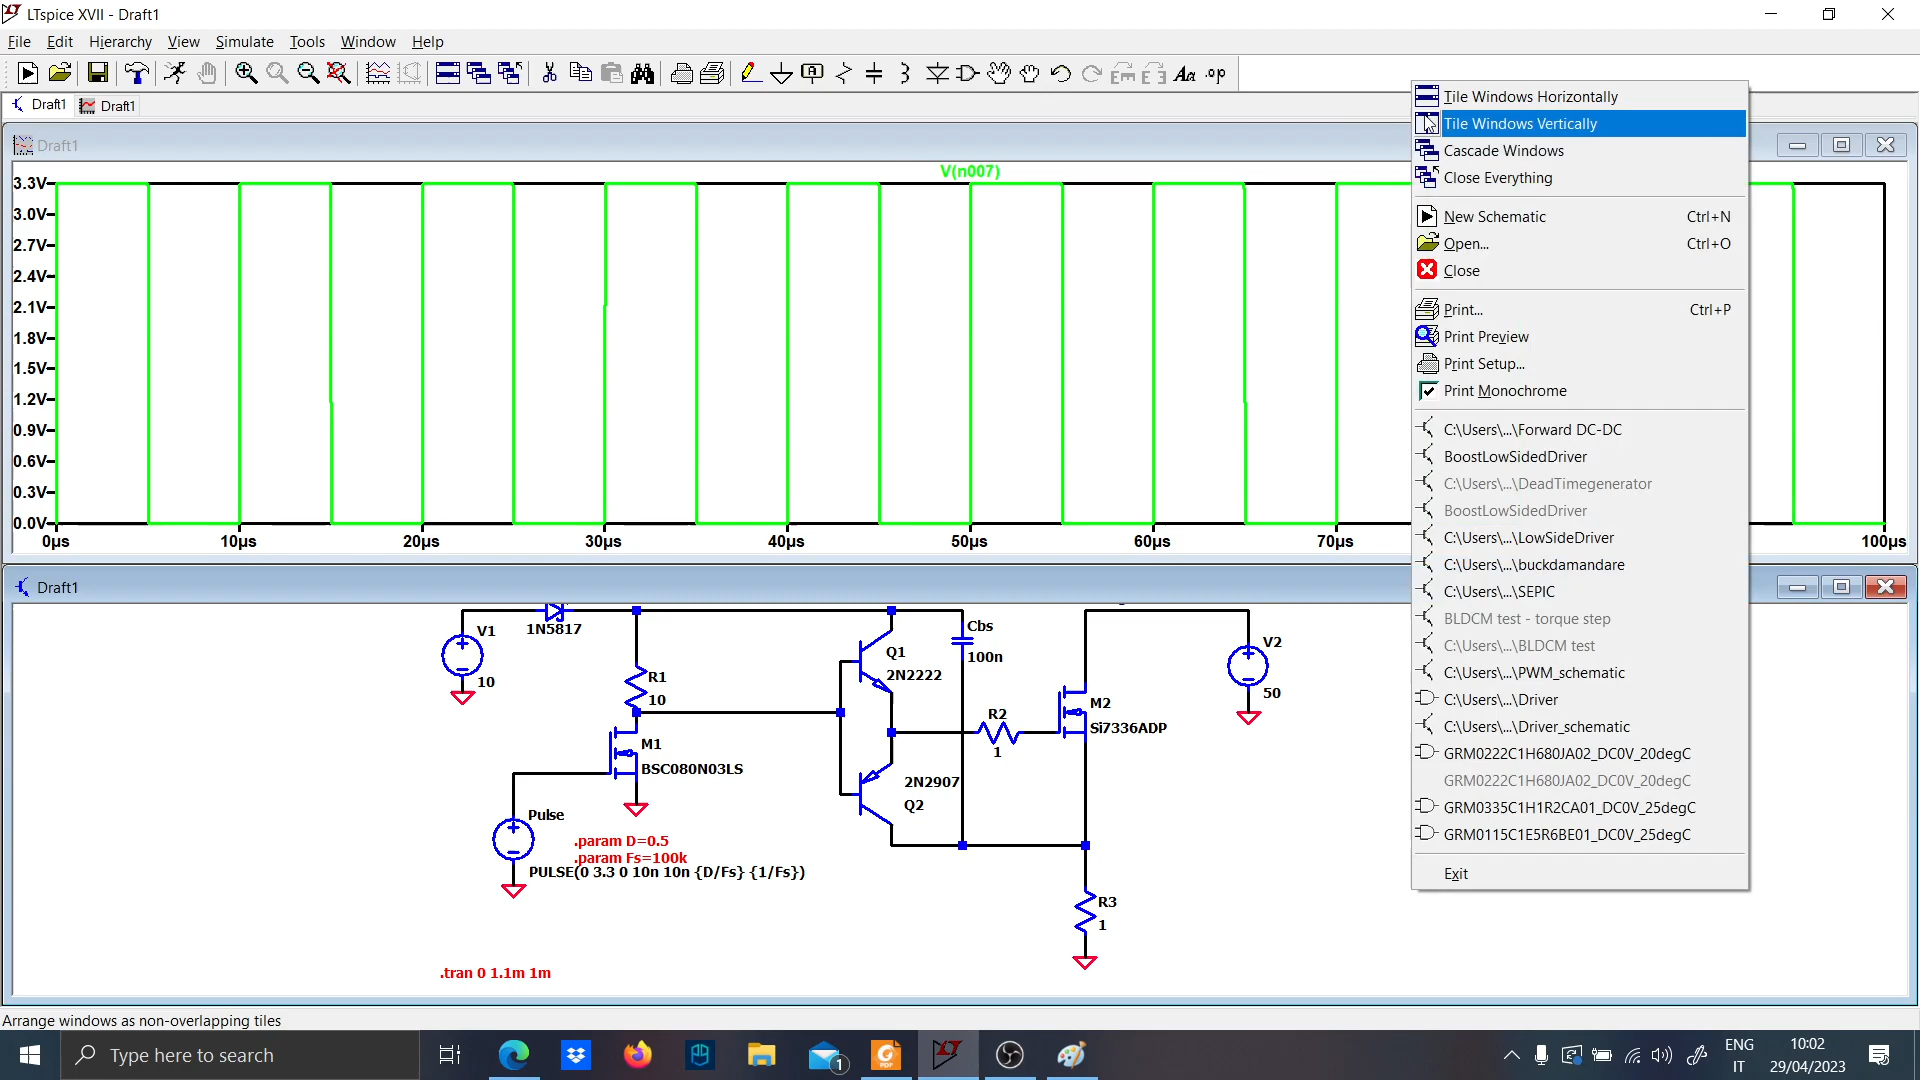 LTspice XVII - Draft1
File Edit Hierarchy View Simulate Tools Window Help
Aa .op
Draft1 Draft1
Draft1
V(n007)
3.3V
3.0V
2.7V
2.4V
2.1V
1.8V
1.5V
1.2V
0.9V
0.6V
0.3V
0.0V
0µs 10µs 20µs 30µs 40µs 50µs 60µs 70µs 100µs
Tile Windows Horizontally
Tile Windows Vertically
Cascade Windows
Close Everything
New Schematic Ctrl+N
Open... Ctrl+O
Close
Print... Ctrl+P
Print Preview
Print Setup...
Print Monochrome
C:\Users\...\Forward DC-DC
BoostLowSidedDriver
C:\Users\...\DeadTimegenerator
BoostLowSidedDriver
C:\Users\...\LowSideDriver
C:\Users\...\buckdamandare
C:\Users\...\SEPIC
BLDCM test - torque step
C:\Users\...\BLDCM test
C:\Users\...\PWM_schematic
C:\Users\...\Driver
C:\Users\...\Driver_schematic
GRM0222C1H680JA02_DC0V_20degC
GRM0222C1H680JA02_DC0V_20degC
GRM0335C1H1R2CA01_DC0V_25degC
GRM0115C1E5R6BE01_DC0V_25degC
Exit
Draft1
V1
10
1N5817
R1
10
M1
BSC080N03LS
Pulse
.param D=0.5
.param Fs=100k
PULSE(0 3.3 0 10n 10n {D/Fs} {1/Fs})
Q1
2N2222
2N2907
Q2
Cbs
100n
R2
1
M2
Si7336ADP
V2
50
R3
1
.tran 0 1.1m 1m
Arrange windows as non-overlapping tiles
Type here to search
1
ENG
IT
10:02
29/04/2023